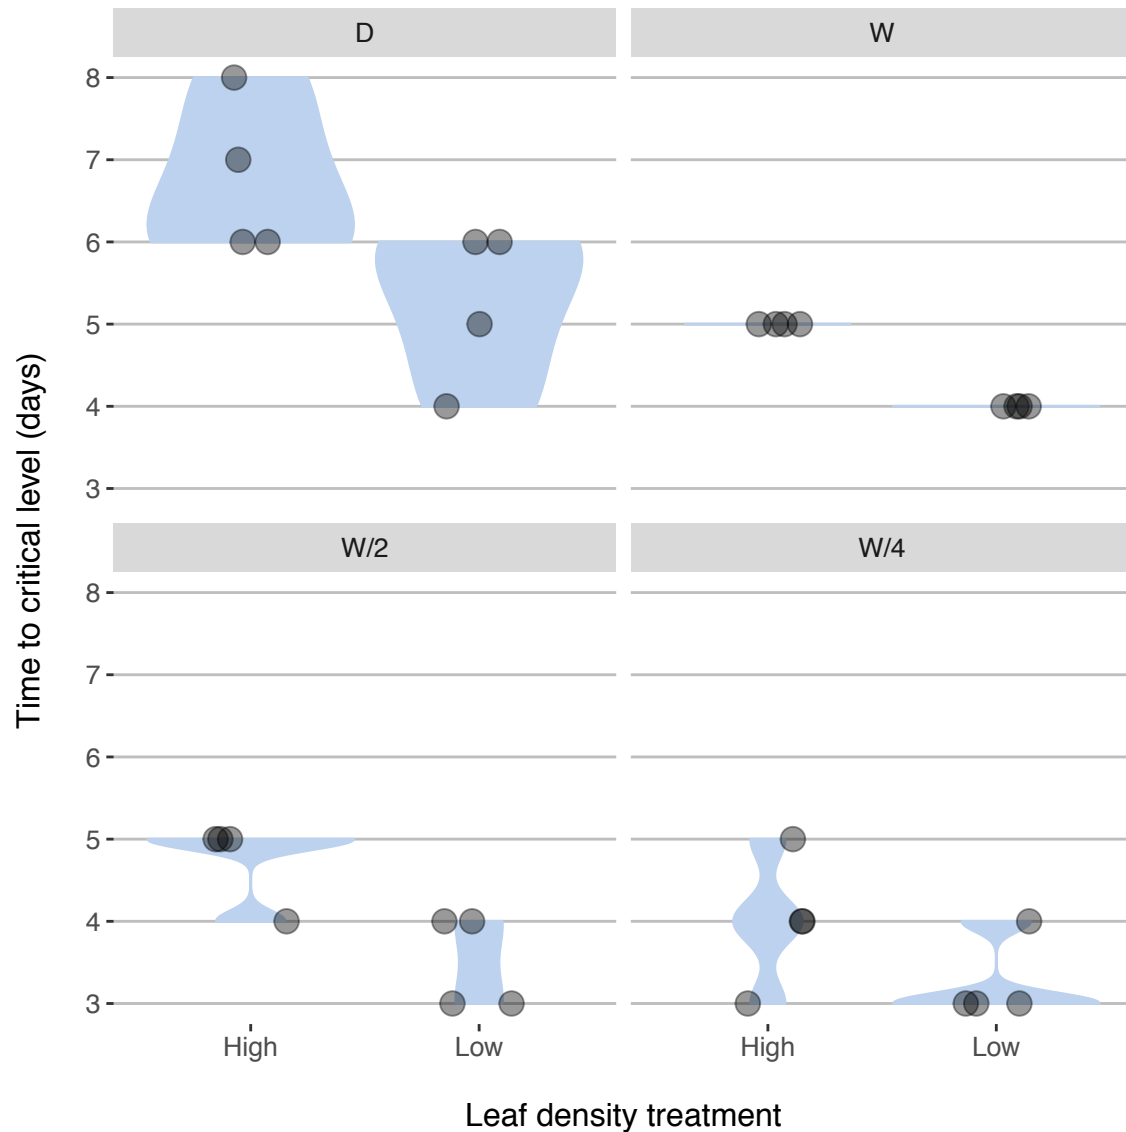 D
W
8
7
6
5
4
3
W/2
W/4
8
7
6
5
4
3
High
Low
High
Low
Leaf density treatment
Time to critical level (days)